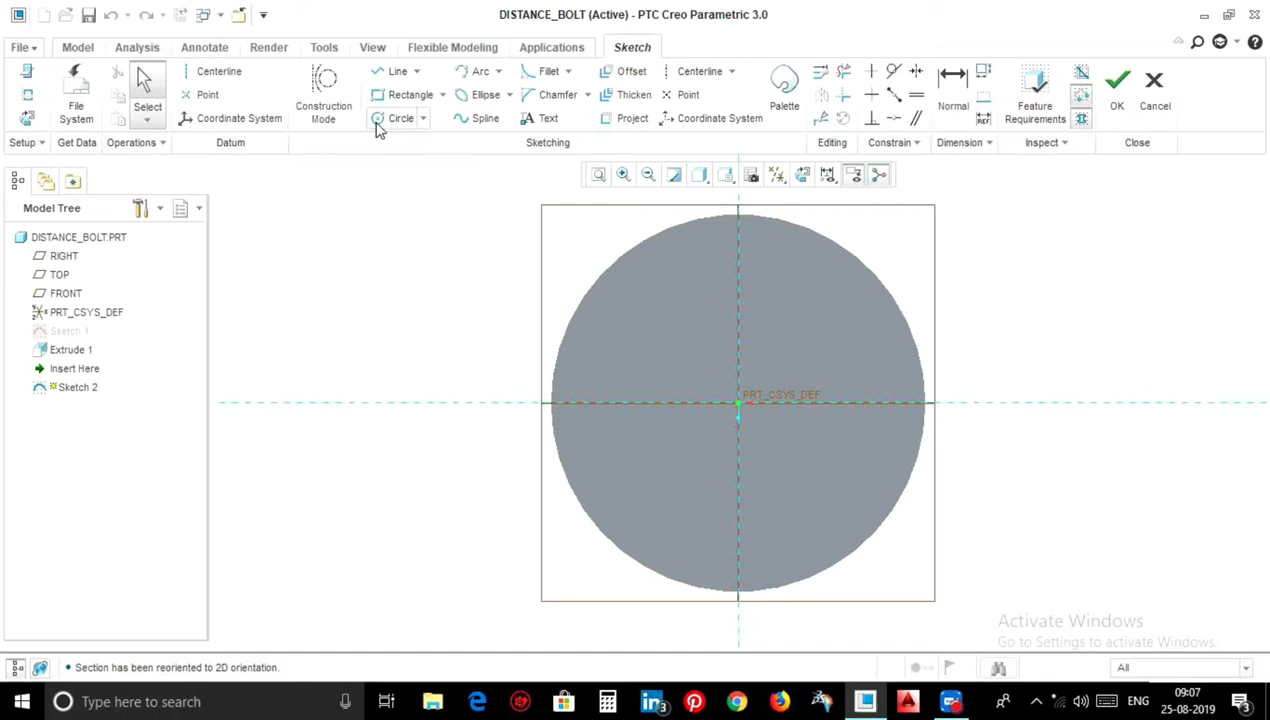 DISTANCE_BOLT (Active) - PTC Creo Parametric 3.0
File Model Analysis Annotate Render Tools View Flexible Modeling Applications Sketch
Centerline Line Arc Fillet Offset Centerline
Point Rectangle Ellipse Chamfer Thicken Point
File System Select Coordinate System Construction Mode Circle Spline Text Project Coordinate System Palette Normal Feature Requirements OK Cancel
Setup Get Data Operations Datum Sketching Editing Constrain Dimension Inspect Close
Model Tree
DISTANCE_BOLT.PRT
RIGHT
TOP
FRONT
PRT_CSYS_DEF
Sketch 1
Extrude 1
Insert Here
Sketch 2
PRT_CSYS_DEF
Activate Windows
Go to Settings to activate Windows.
• Section has been reoriented to 2D orientation.
All
Type here to search
ENG
09:07
25-08-2019
3
3